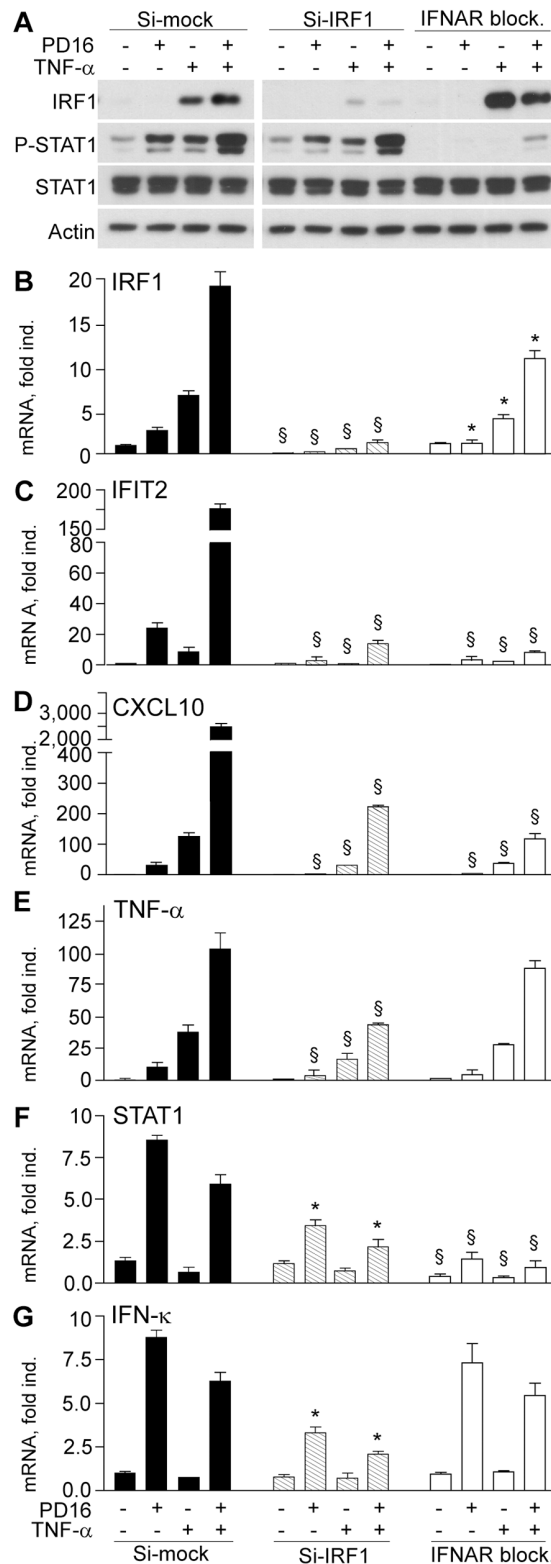 A Si-mock Si-IRF1 IFNAR block.
PD16 - + - + - + - + - + - +
TNF-α - - + + - - + + - - + +
IRF1
P-STAT1
STAT1
Actin
B IRF1
mRNA, fold ind.
20
15
10
5
0
§ § § § * * *
C IFIT2
mRN A, fold ind.
200
150
80
60
40
20
0
§ § § § § §
D CXCL10
mRNA, fold ind.
3,000
2,000
400
300
200
100
0
§ § § § § §
E TNF-α
mRNA, fold ind.
125
100
75
50
25
0
§ § §
F STAT1
mRNA, fold ind.
10
7.5
5.0
2.5
0.0
* * § § § §
G IFN-κ
mRNA, fold ind.
10
7.5
5.0
2.5
0.0
* *
PD16 - + - + - + - + - + - +
TNF-α - - + + - - + + - - + +
Si-mock Si-IRF1 IFNAR block